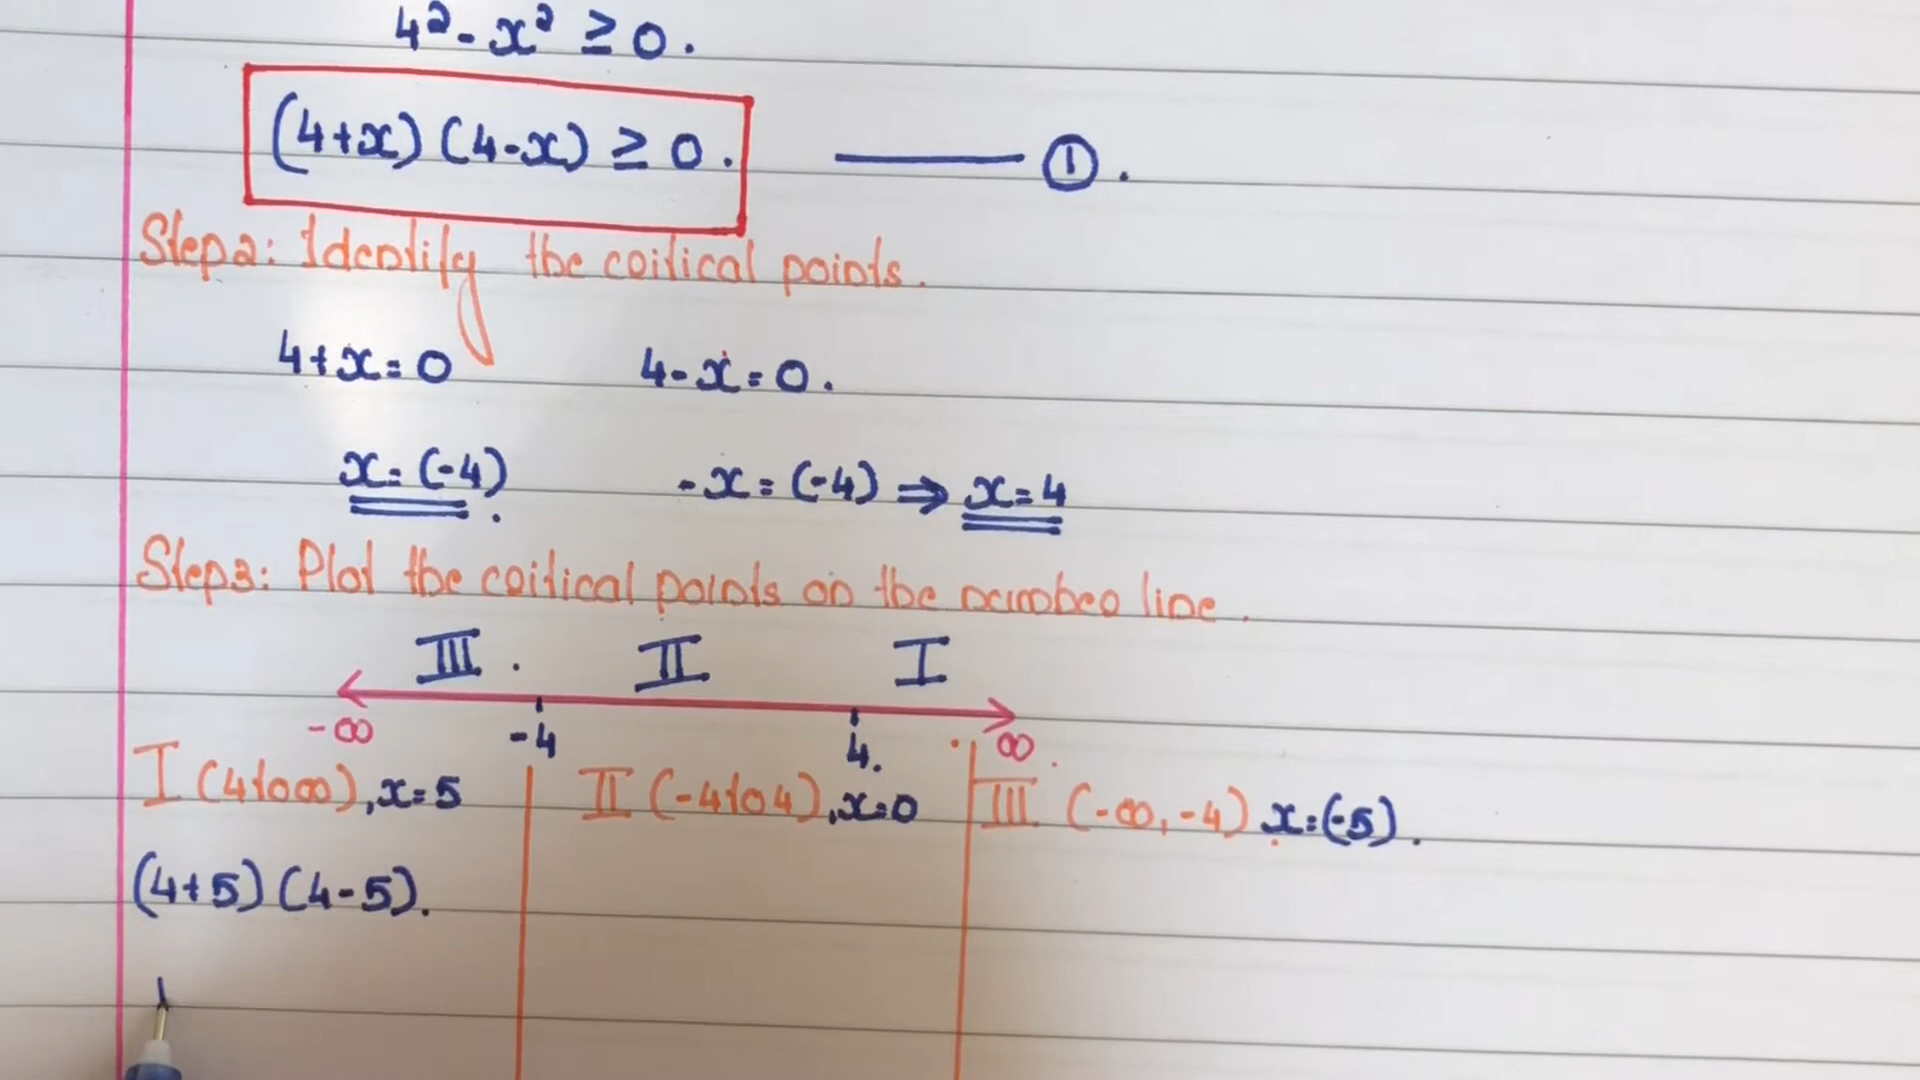 4² - x² ≥ 0.
(4+x) (4-x) ≥ 0. ——— ①.
Step2: Identify the critical points.
4+x=0 4-x=0.
x=(-4). -x=(-4) ⇒ x=4
Step3: Plot the critical points on the number line.
III. II I
-∞ -4 4. ∞
I (4 to ∞), x=5 II (-4 to 4), x=0 III (-∞, -4) x=(-5).
(4+5) (4-5).